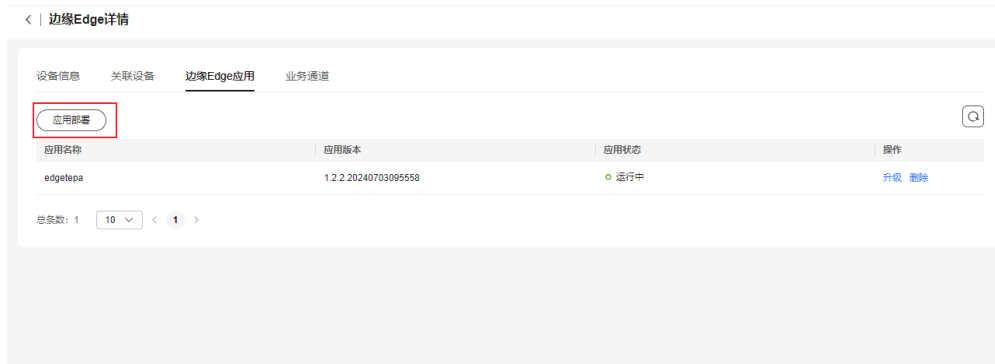 边缘Edge详情
设备信息 关联设备 边缘Edge应用 业务通道
应用部署
应用名称 应用版本 应用状态 操作
edgetepa 1.2.2.20240703095558 运行中 升级 删除
总条数: 1 10 1